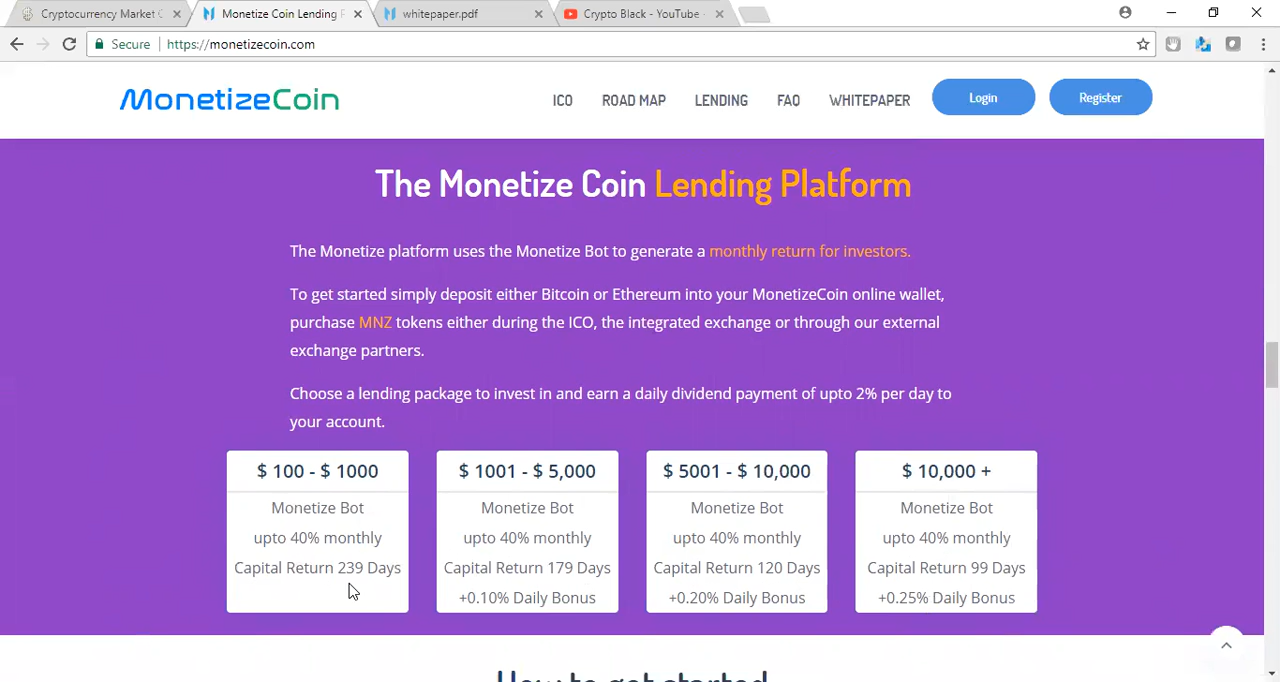 Cryptocurrency Market C
Monetize Coin Lending P
whitepaper.pdf
Crypto Black - YouTube
Secure
https://monetizecoin.com
MonetizeCoin
ICO
ROAD MAP
LENDING
FAQ
WHITEPAPER
Login
Register
The Monetize Coin Lending Platform
The Monetize platform uses the Monetize Bot to generate a monthly return for investors.
To get started simply deposit either Bitcoin or Ethereum into your MonetizeCoin online wallet,
purchase MNZ tokens either during the ICO, the integrated exchange or through our external
exchange partners.
Choose a lending package to invest in and earn a daily dividend payment of upto 2% per day to
your account.
$ 100 - $ 1000
Monetize Bot
upto 40% monthly
Capital Return 239 Days
$ 1001 - $ 5,000
Monetize Bot
upto 40% monthly
Capital Return 179 Days
+0.10% Daily Bonus
$ 5001 - $ 10,000
Monetize Bot
upto 40% monthly
Capital Return 120 Days
+0.20% Daily Bonus
$ 10,000 +
Monetize Bot
upto 40% monthly
Capital Return 99 Days
+0.25% Daily Bonus
How to get started